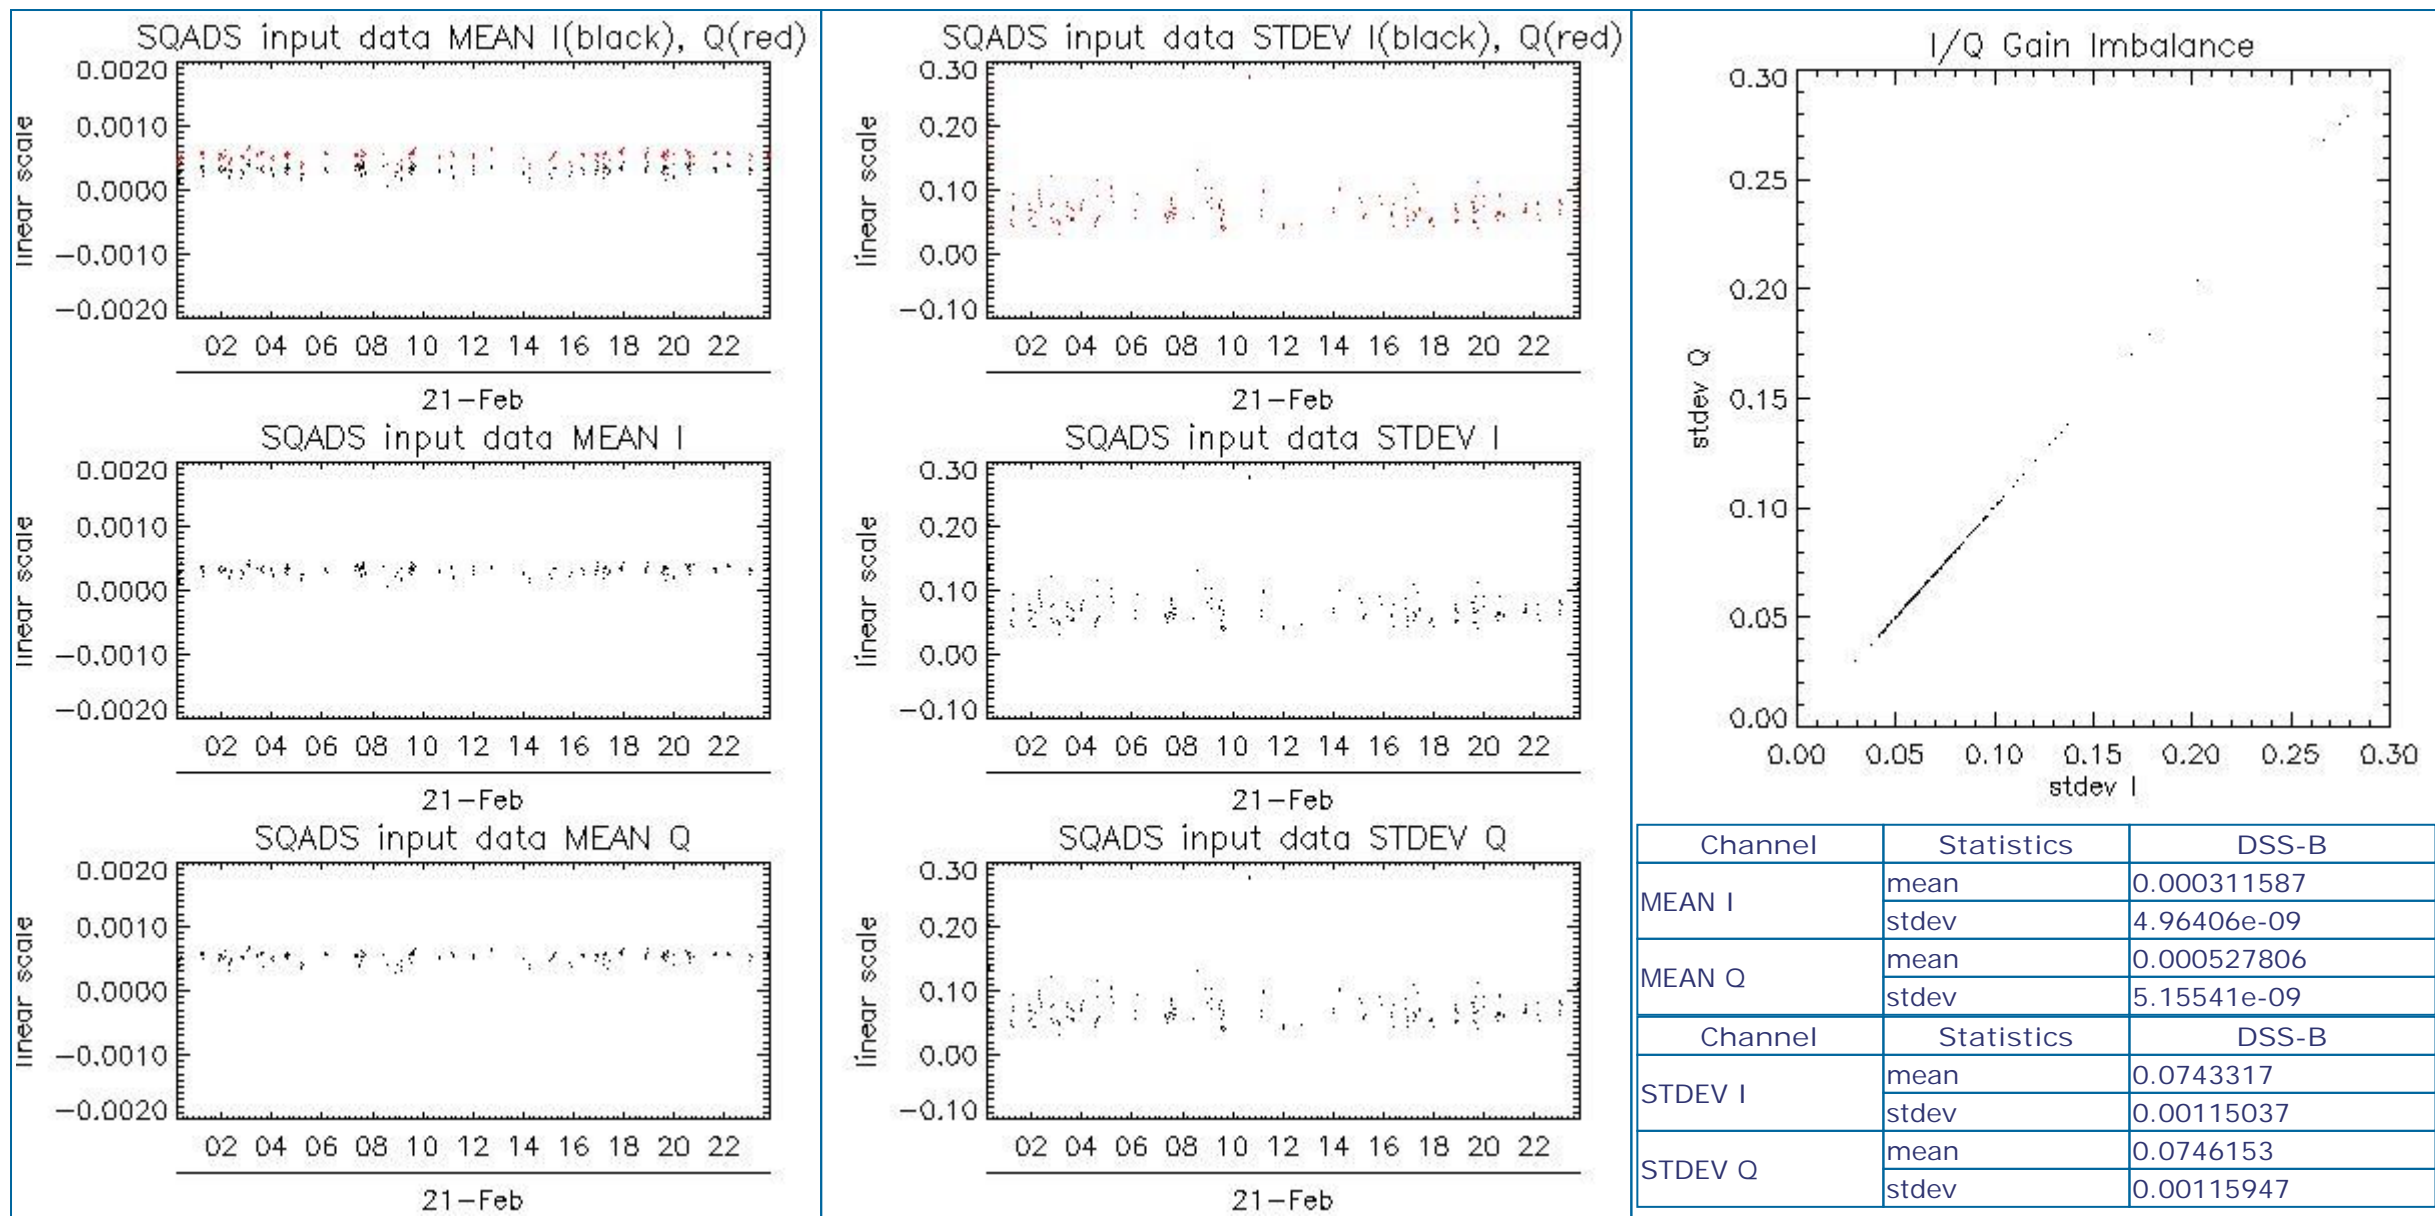 SQADS input data MEAN I(black), Q(red)
0.0020
0.0010
0.0000
-0.0010
-0.0020
linear scale
02 04 06 08 10 12 14 16 18 20 22
21-Feb
SQADS input data MEAN I
0.0020
0.0010
0.0000
-0.0010
-0.0020
linear scale
02 04 06 08 10 12 14 16 18 20 22
21-Feb
SQADS input data MEAN Q
0.0020
0.0010
0.0000
-0.0010
-0.0020
linear scale
02 04 06 08 10 12 14 16 18 20 22
21-Feb
SQADS input data STDEV I(black), Q(red)
0.30
0.20
0.10
0.00
-0.10
linear scale
02 04 06 08 10 12 14 16 18 20 22
21-Feb
SQADS input data STDEV I
0.30
0.20
0.10
0.00
-0.10
linear scale
02 04 06 08 10 12 14 16 18 20 22
21-Feb
SQADS input data STDEV Q
0.30
0.20
0.10
0.00
-0.10
linear scale
02 04 06 08 10 12 14 16 18 20 22
21-Feb
I/Q Gain Imbalance
0.30
0.25
0.20
0.15
0.10
0.05
0.00
stdev Q
0.00 0.05 0.10 0.15 0.20 0.25 0.30
stdev I
Channel Statistics DSS-B
MEAN I mean 0.000311587
stdev 4.96406e-09
MEAN Q mean 0.000527806
stdev 5.15541e-09
Channel Statistics DSS-B
STDEV I mean 0.0743317
stdev 0.00115037
STDEV Q mean 0.0746153
stdev 0.00115947